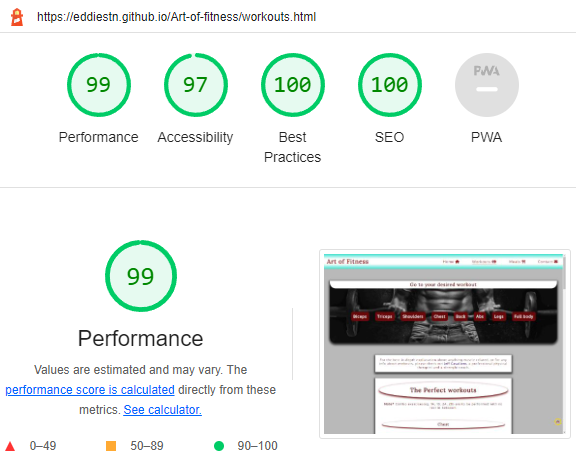 https://eddiestn.github.io/Art-of-fitness/workouts.html
99
97
100
100
PWA
Performance
Accessibility
Best
Practices
SEO
PWA
99
Performance
Values are estimated and may vary. The
performance score is calculated directly from these
metrics. See calculator.
0–49
50–89
90–100
Art of Fitness
Home
Workouts
Music
Contact
Go to your desired workout
Biceps
Triceps
Shoulders
Chest
Back
Abs
Legs
Full body
The Perfect workouts
Chest